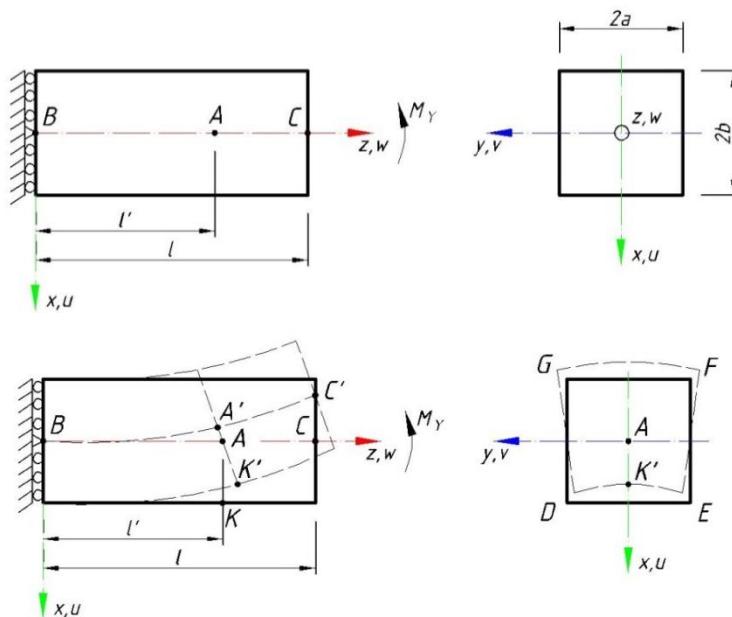 2a
B
A
C
M_Y
z,w
z,w
y,v
2b
l'
l
x,u
x,u
G
F
C'
A'
B
A
C
M_Y
z,w
A
y,v
K'
K'
D
E
K
l'
l
x,u
x,u